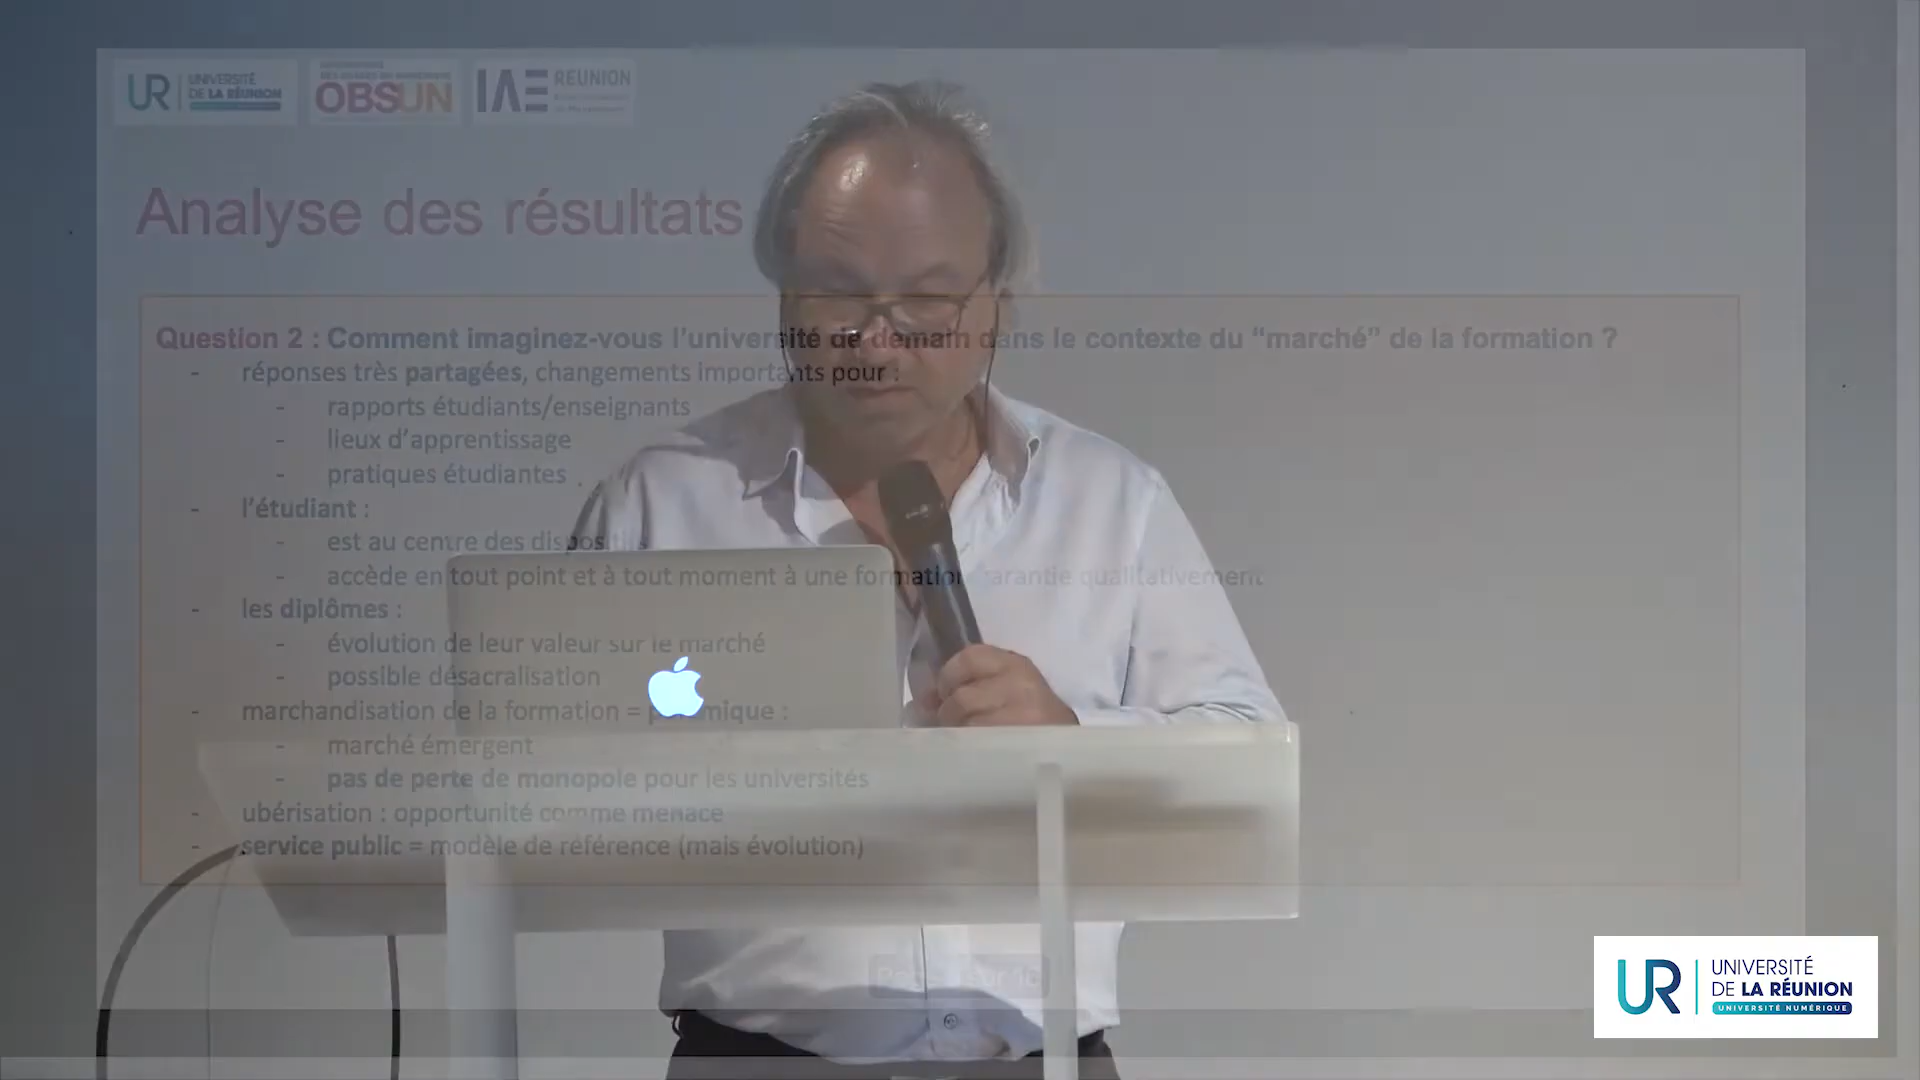 UR UNIVERSITÉ
DE LA RÉUNION
OBSUN
IAE RÉUNION
Analyse des résultats
Question 2 : Comment imaginez-vous l'université de demain dans le contexte du “marché” de la formation ?
- réponses très partagées, changements importants pour :
- rapports étudiants/enseignants
- lieux d'apprentissage
- pratiques étudiantes
- l'étudiant :
- est au centre des dispositifs
- accède en tout point et à tout moment à une formation garantie qualitativement
- les diplômes :
- évolution de leur valeur sur le marché
- possible désacralisation
- marchandisation de la formation = polémique :
- marché émergent
- pas de perte de monopole pour les universités
- ubérisation : opportunité comme menace
- service public = modèle de référence (mais évolution)
UR UNIVERSITÉ
DE LA RÉUNION
UNIVERSITÉ NUMÉRIQUE